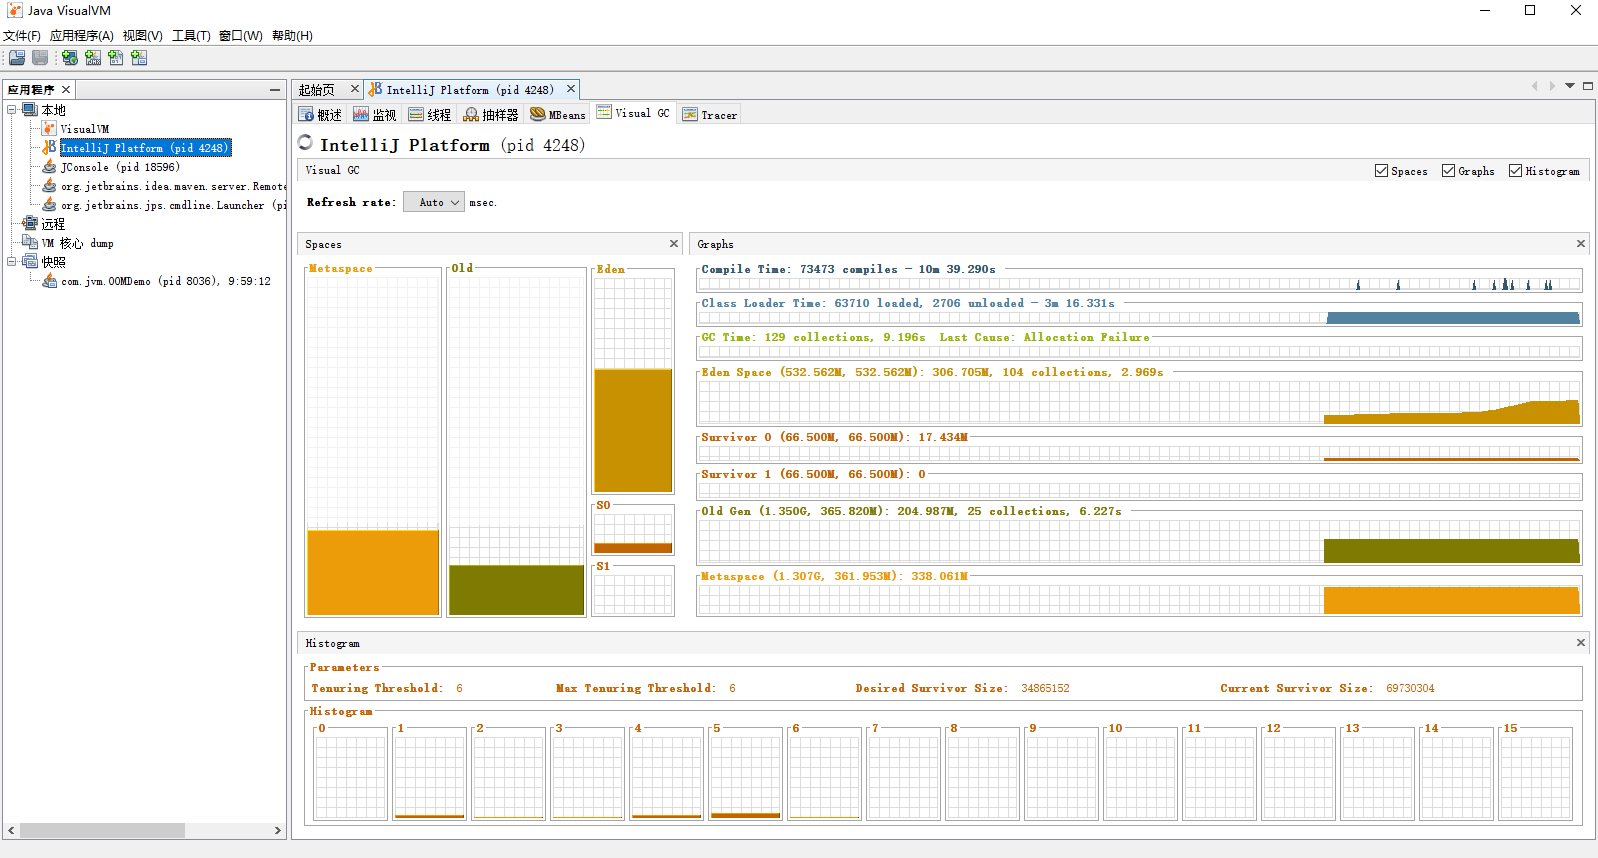 Java VisualVM
文件(F) 应用程序(A) 视图(V) 工具(T) 窗口(W) 帮助(H)
应用程序
本地
VisualVM
IntelliJ Platform (pid 4248)
JConsole (pid 18596)
org.jetbrains.idea.maven.server.Remote
org.jetbrains.jps.cmdline.Launcher (pi
远程
VM 核心 dump
快照
com.jvm.OOMDemo (pid 8036), 9:59:12
起始页 IntelliJ Platform (pid 4248)
概述 监视 线程 抽样器 MBeans Visual GC Tracer
IntelliJ Platform (pid 4248)
Visual GC Spaces Graphs Histogram
Refresh rate: Auto msec.
Spaces
Metaspace Old Eden
S0
S1
Graphs
Compile Time: 73473 compiles - 10m 39.290s
Class Loader Time: 63710 loaded, 2706 unloaded - 3m 16.331s
GC Time: 129 collections, 9.196s Last Cause: Allocation Failure
Eden Space (532.562M, 532.562M): 306.705M, 104 collections, 2.969s
Survivor 0 (66.500M, 66.500M): 17.434M
Survivor 1 (66.500M, 66.500M): 0
Old Gen (1.350G, 365.820M): 204.987M, 25 collections, 6.227s
Metaspace (1.307G, 361.953M): 338.061M
Histogram
Parameters
Tenuring Threshold: 6 Max Tenuring Threshold: 6 Desired Survivor Size: 34865152 Current Survivor Size: 69730304
Histogram
0 1 2 3 4 5 6 7 8 9 10 11 12 13 14 15